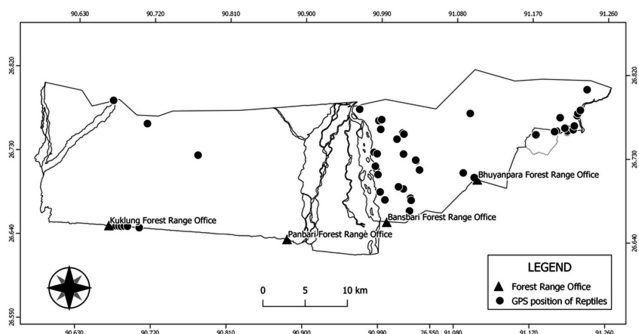 90.630 90.720 90.810 90.900 90.990 91.080 91.170 91.260
26.820 26.820
26.730 26.730
Bhuyanpara Forest Range Office
Kuklung Forest Range Office
Bansbari Forest Range Office
Panbari Forest Range Office
26.640 26.640
LEGEND
0 5 10 km
Forest Range Office
GPS position of Reptiles
26.550
90.630 90.720 90.810 90.900 90.990 26.550 91.080 91.170 91.260